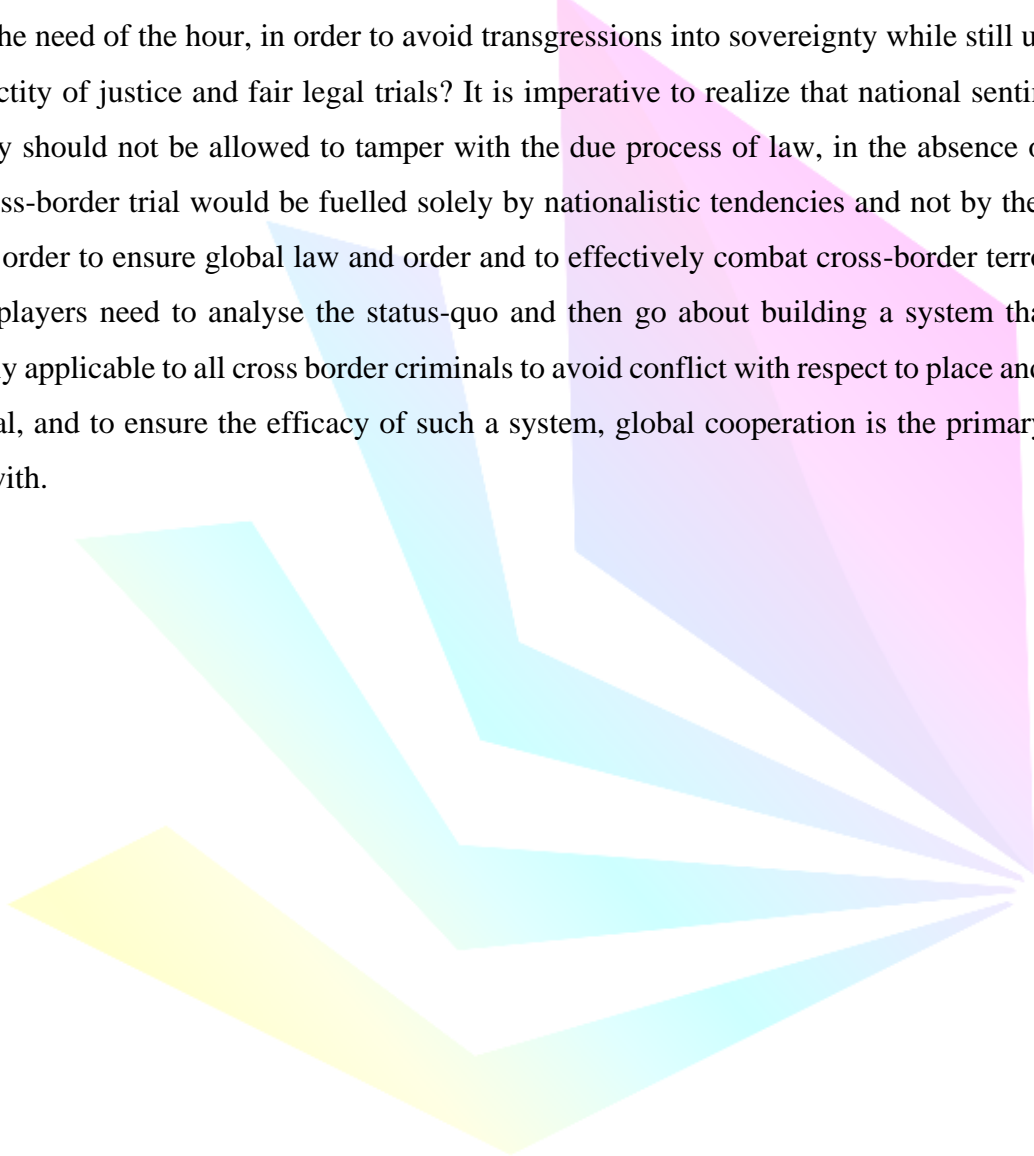 he need of the hour, in order to avoid transgressions into sovereignty while still u
ctity of justice and fair legal trials? It is imperative to realize that national senti
y should not be allowed to tamper with the due process of law, in the absence o
ss-border trial would be fuelled solely by nationalistic tendencies and not by the
order to ensure global law and order and to effectively combat cross-border terr
players need to analyse the status-quo and then go about building a system tha
y applicable to all cross border criminals to avoid conflict with respect to place and
al, and to ensure the efficacy of such a system, global cooperation is the primary
with.